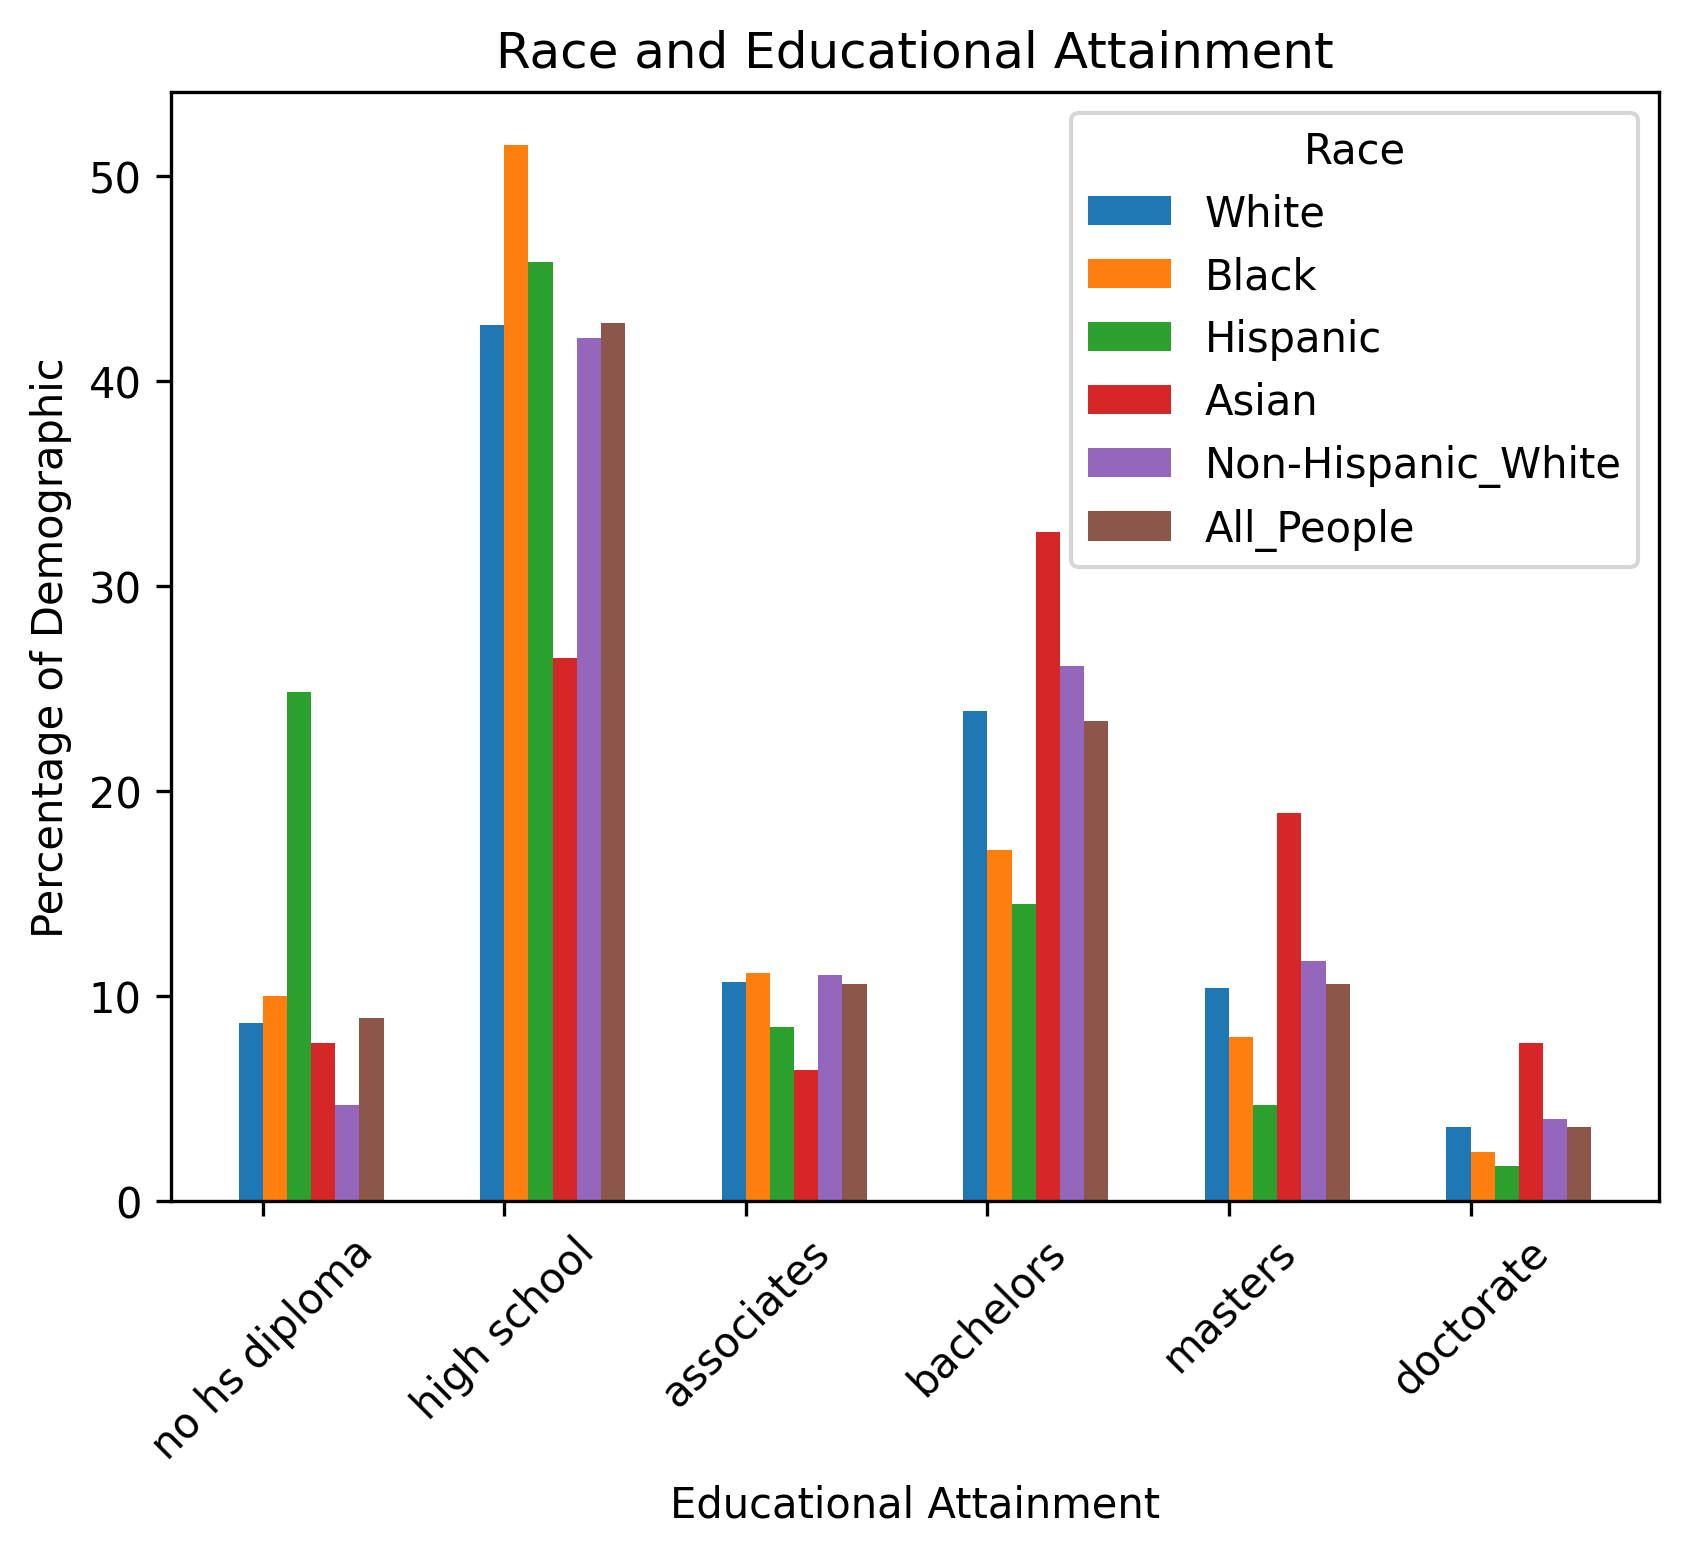 Race and Educational Attainment
Percentage of Demographic
50
40
30
20
10
0
Race
White
Black
Hispanic
Asian
Non-Hispanic_White
All_People
no hs diploma
high school
associates
bachelors
masters
doctorate
Educational Attainment